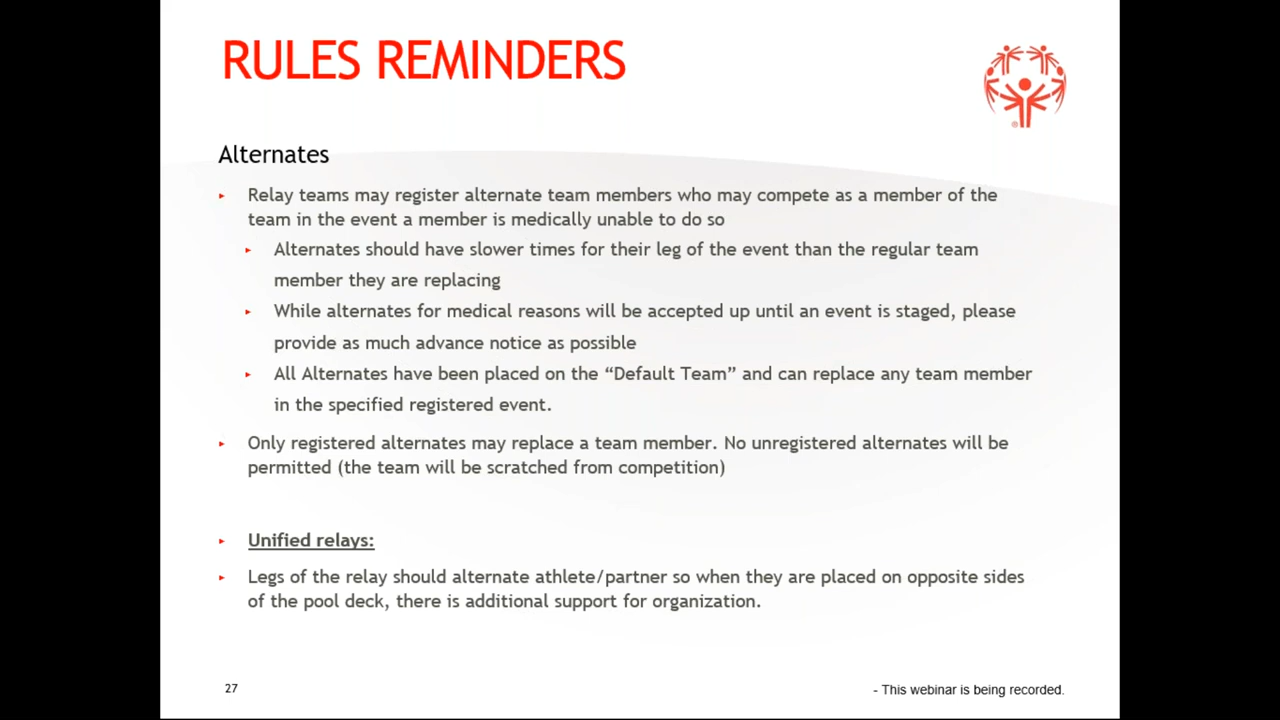 RULES REMINDERS
®
Alternates
▸ Relay teams may register alternate team members who may compete as a member of the
team in the event a member is medically unable to do so
▸ Alternates should have slower times for their leg of the event than the regular team
member they are replacing
▸ While alternates for medical reasons will be accepted up until an event is staged, please
provide as much advance notice as possible
▸ All Alternates have been placed on the “Default Team” and can replace any team member
in the specified registered event.
▸ Only registered alternates may replace a team member. No unregistered alternates will be
permitted (the team will be scratched from competition)
▸ Unified relays:
▸ Legs of the relay should alternate athlete/partner so when they are placed on opposite sides
of the pool deck, there is additional support for organization.
27
- This webinar is being recorded.